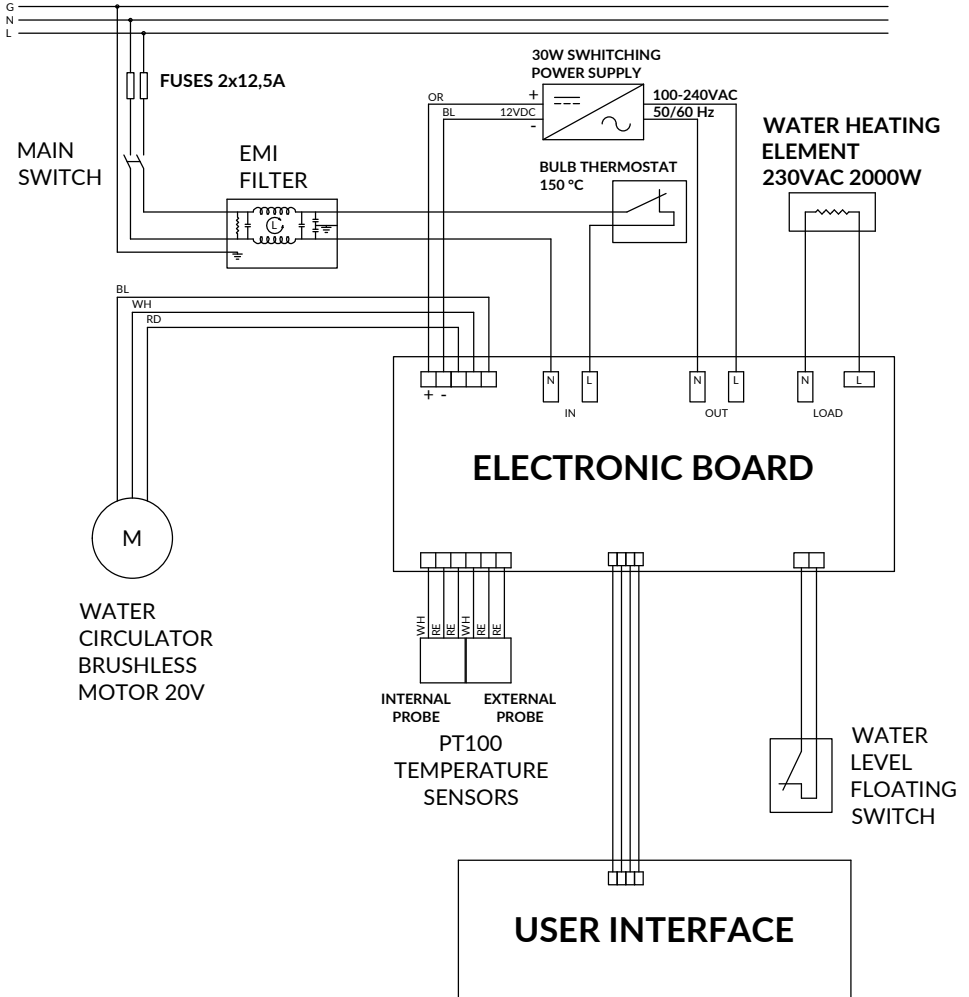 G
N
L
FUSES 2x12,5A
MAIN
SWITCH
EMI
FILTER
L
30W SWHITCHING
POWER SUPPLY
OR
BL
+
12VDC
-
100-240VAC
50/60 Hz
BULB THERMOSTAT
150 °C
WATER HEATING
ELEMENT
230VAC 2000W
BL
WH
RD
+ -
N
L
IN
N
L
OUT
N
L
LOAD
ELECTRONIC BOARD
M
WATER
CIRCULATOR
BRUSHLESS
MOTOR 20V
WH
RE
RE
WH
RE
RE
INTERNAL
PROBE
EXTERNAL
PROBE
PT100
TEMPERATURE
SENSORS
WATER
LEVEL
FLOATING
SWITCH
USER INTERFACE